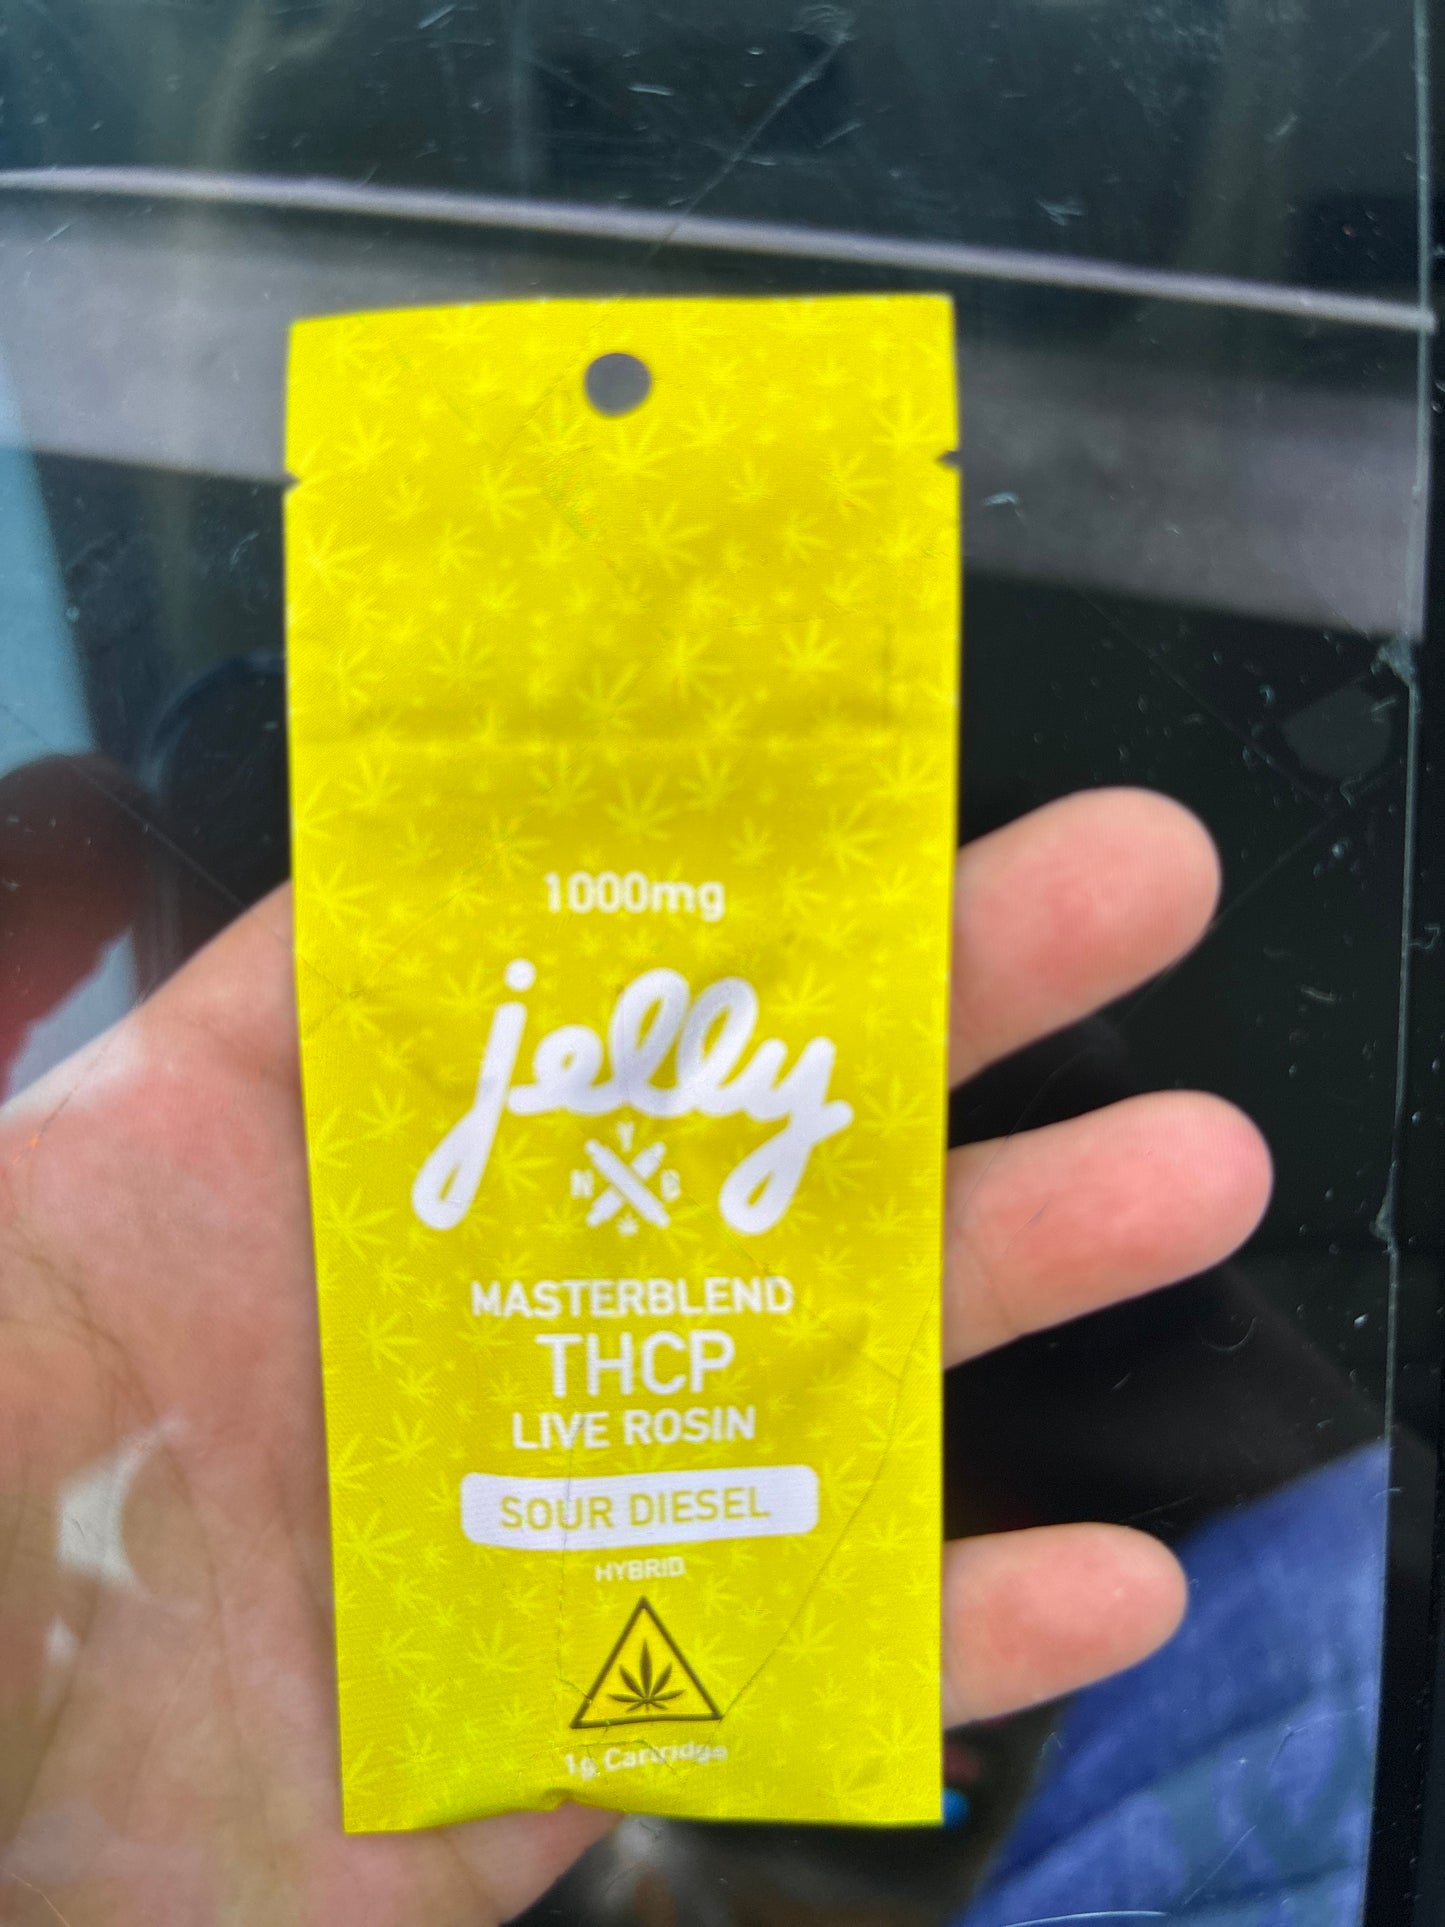 1000mg
jelly
Y
N C
MASTERBLEND
THCP
LIVE ROSIN
SOUR DIESEL
HYBRID
1g Cartridge